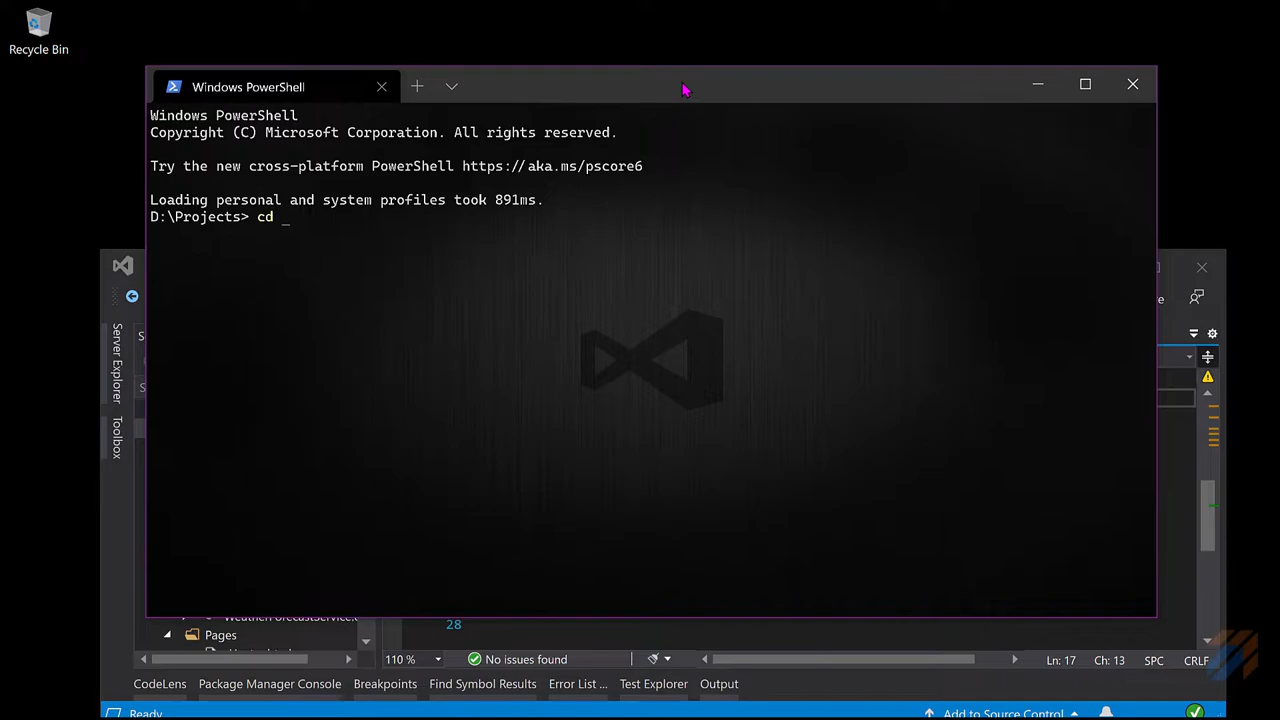 Recycle Bin
Windows PowerShell
Windows PowerShell
Copyright (C) Microsoft Corporation. All rights reserved.
Try the new cross-platform PowerShell https://aka.ms/pscore6
Loading personal and system profiles took 891ms.
D:\Projects> cd _
Server Explorer
Toolbox
28
Pages
110 %
No issues found
Ln: 17
Ch: 13
SPC
CRLF
CodeLens
Package Manager Console
Breakpoints
Find Symbol Results
Error List ...
Test Explorer
Output
Ready
Add to Source Control